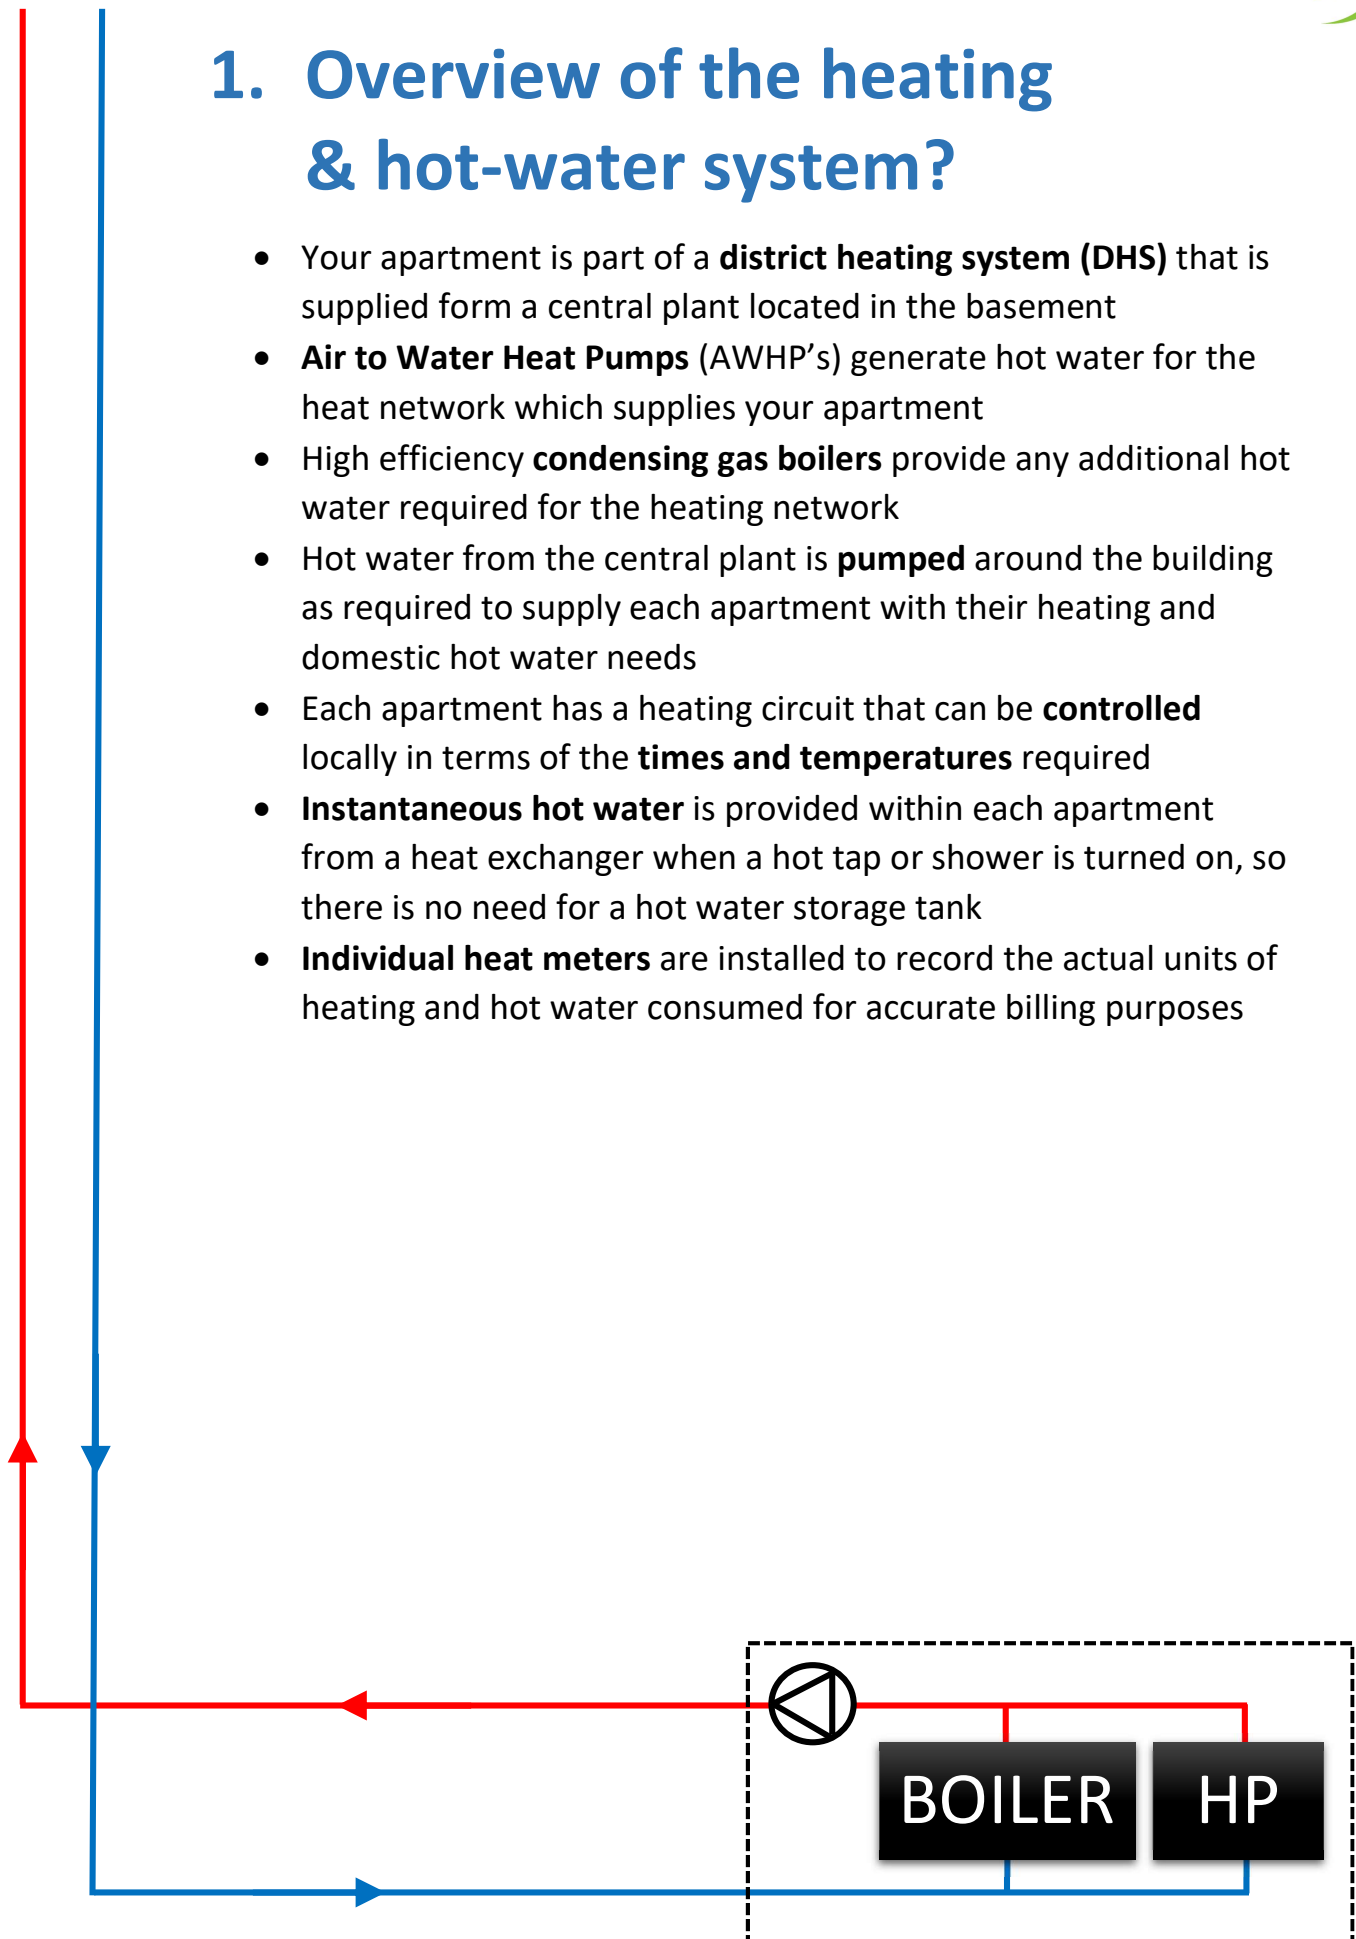 1. Overview of the heating
& hot-water system?
• Your apartment is part of a district heating system (DHS) that is
supplied form a central plant located in the basement
• Air to Water Heat Pumps (AWHP’s) generate hot water for the
heat network which supplies your apartment
• High efficiency condensing gas boilers provide any additional hot
water required for the heating network
• Hot water from the central plant is pumped around the building
as required to supply each apartment with their heating and
domestic hot water needs
• Each apartment has a heating circuit that can be controlled
locally in terms of the times and temperatures required
• Instantaneous hot water is provided within each apartment
from a heat exchanger when a hot tap or shower is turned on, so
there is no need for a hot water storage tank
• Individual heat meters are installed to record the actual units of
heating and hot water consumed for accurate billing purposes
BOILER HP